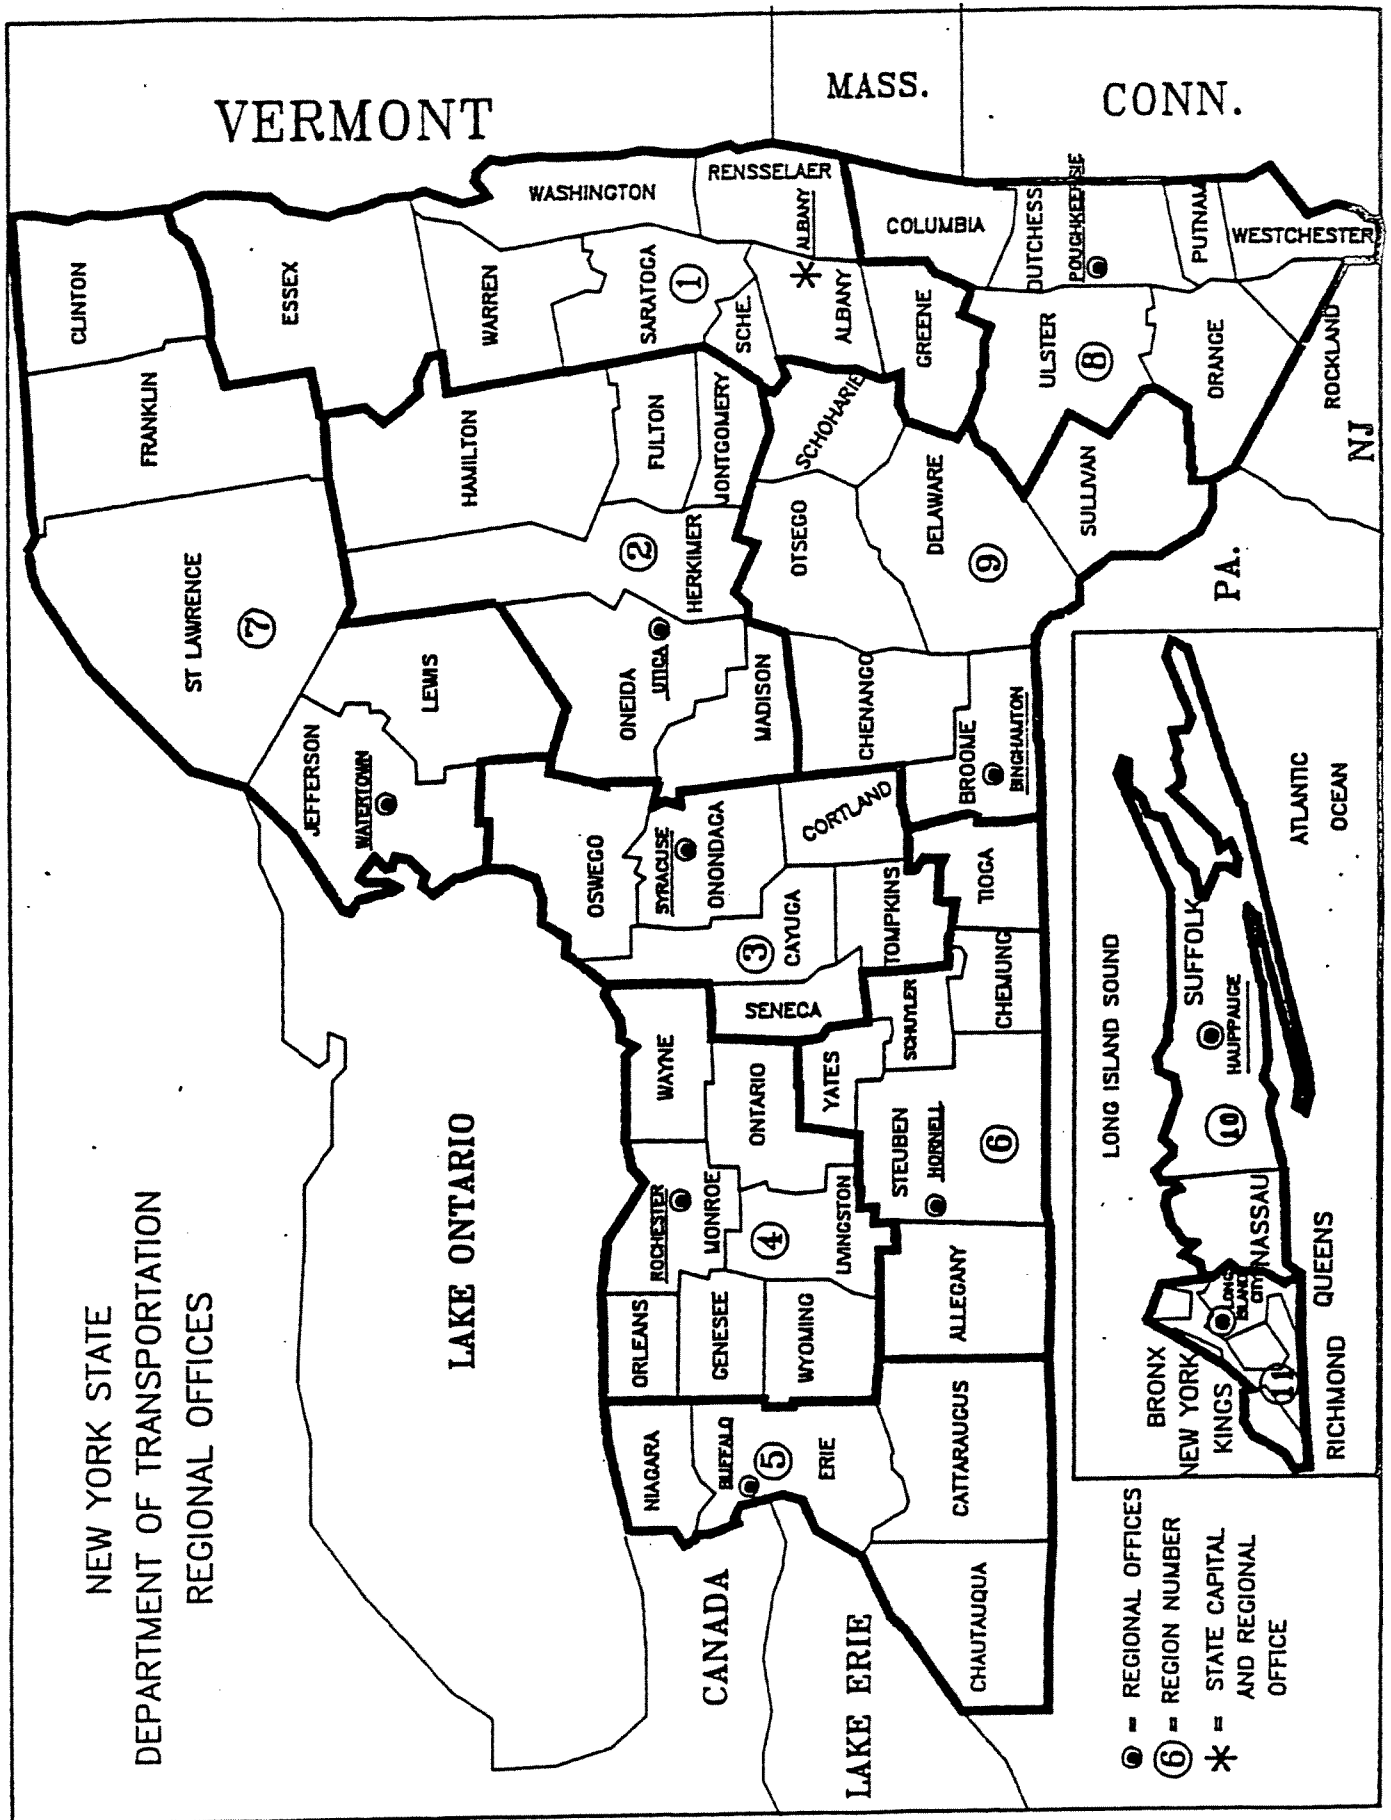 NEW YORK STATE
DEPARTMENT OF TRANSPORTATION
REGIONAL OFFICES
VERMONT
MASS.
CONN.
CLINTON
FRANKLIN
ESSEX
ST LAWRENCE
7
JEFFERSON
WATERTOWN
LEWIS
HAMILTON
WARREN
WASHINGTON
SARATOGA
1
RENSSELAER
ALBANY
ALBANY
SCHE.
FULTON
MONTGOMERY
2
HERKIMER
ONEIDA
UTICA
MADISON
OSWEGO
SYRACUSE
ONONDAGA
CORTLAND
3
CAYUGA
TOMPKINS
SENECA
WAYNE
ONTARIO
YATES
ROCHESTER
MONROE
4
LIVINGSTON
ORLEANS
GENESEE
WYOMING
NIAGARA
BUFFALO
5
ERIE
CATTARAUGUS
CHAUTAUQUA
ALLEGANY
STEUBEN
HORNELL
6
SCHUYLER
CHEMUNG
TIOGA
BROOME
BINGHAMTON
CHENANGO
OTSEGO
SCHOHARIE
DELAWARE
9
SULLIVAN
GREENE
COLUMBIA
ULSTER
8
DUTCHESS
POUGHKEEPSIE
PUTNAM
ORANGE
WESTCHESTER
ROCKLAND
NJ
PA.
LAKE ONTARIO
CANADA
LAKE ERIE
LONG ISLAND SOUND
SUFFOLK
HAUPPAUGE
10
ATLANTIC
OCEAN
NASSAU
LONG
ISLAND
CITY
11
BRONX
NEW YORK
KINGS
QUEENS
RICHMOND
= REGIONAL OFFICES
6 = REGION NUMBER
* = STATE CAPITAL
AND REGIONAL
OFFICE